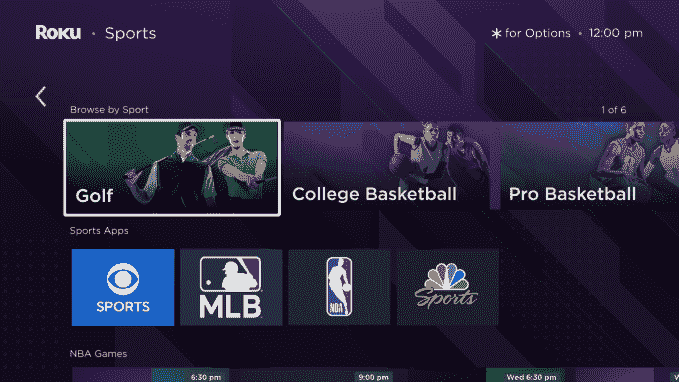 Roku • Sports
* for Options • 12:00 pm
Browse by Sport
1 of 6
Golf
College Basketball
Pro Basketball
Sports Apps
SPORTS
MLB
NBA
Sports
NBA Games
6:30 pm
9:00 pm
Wed 6:30 pm